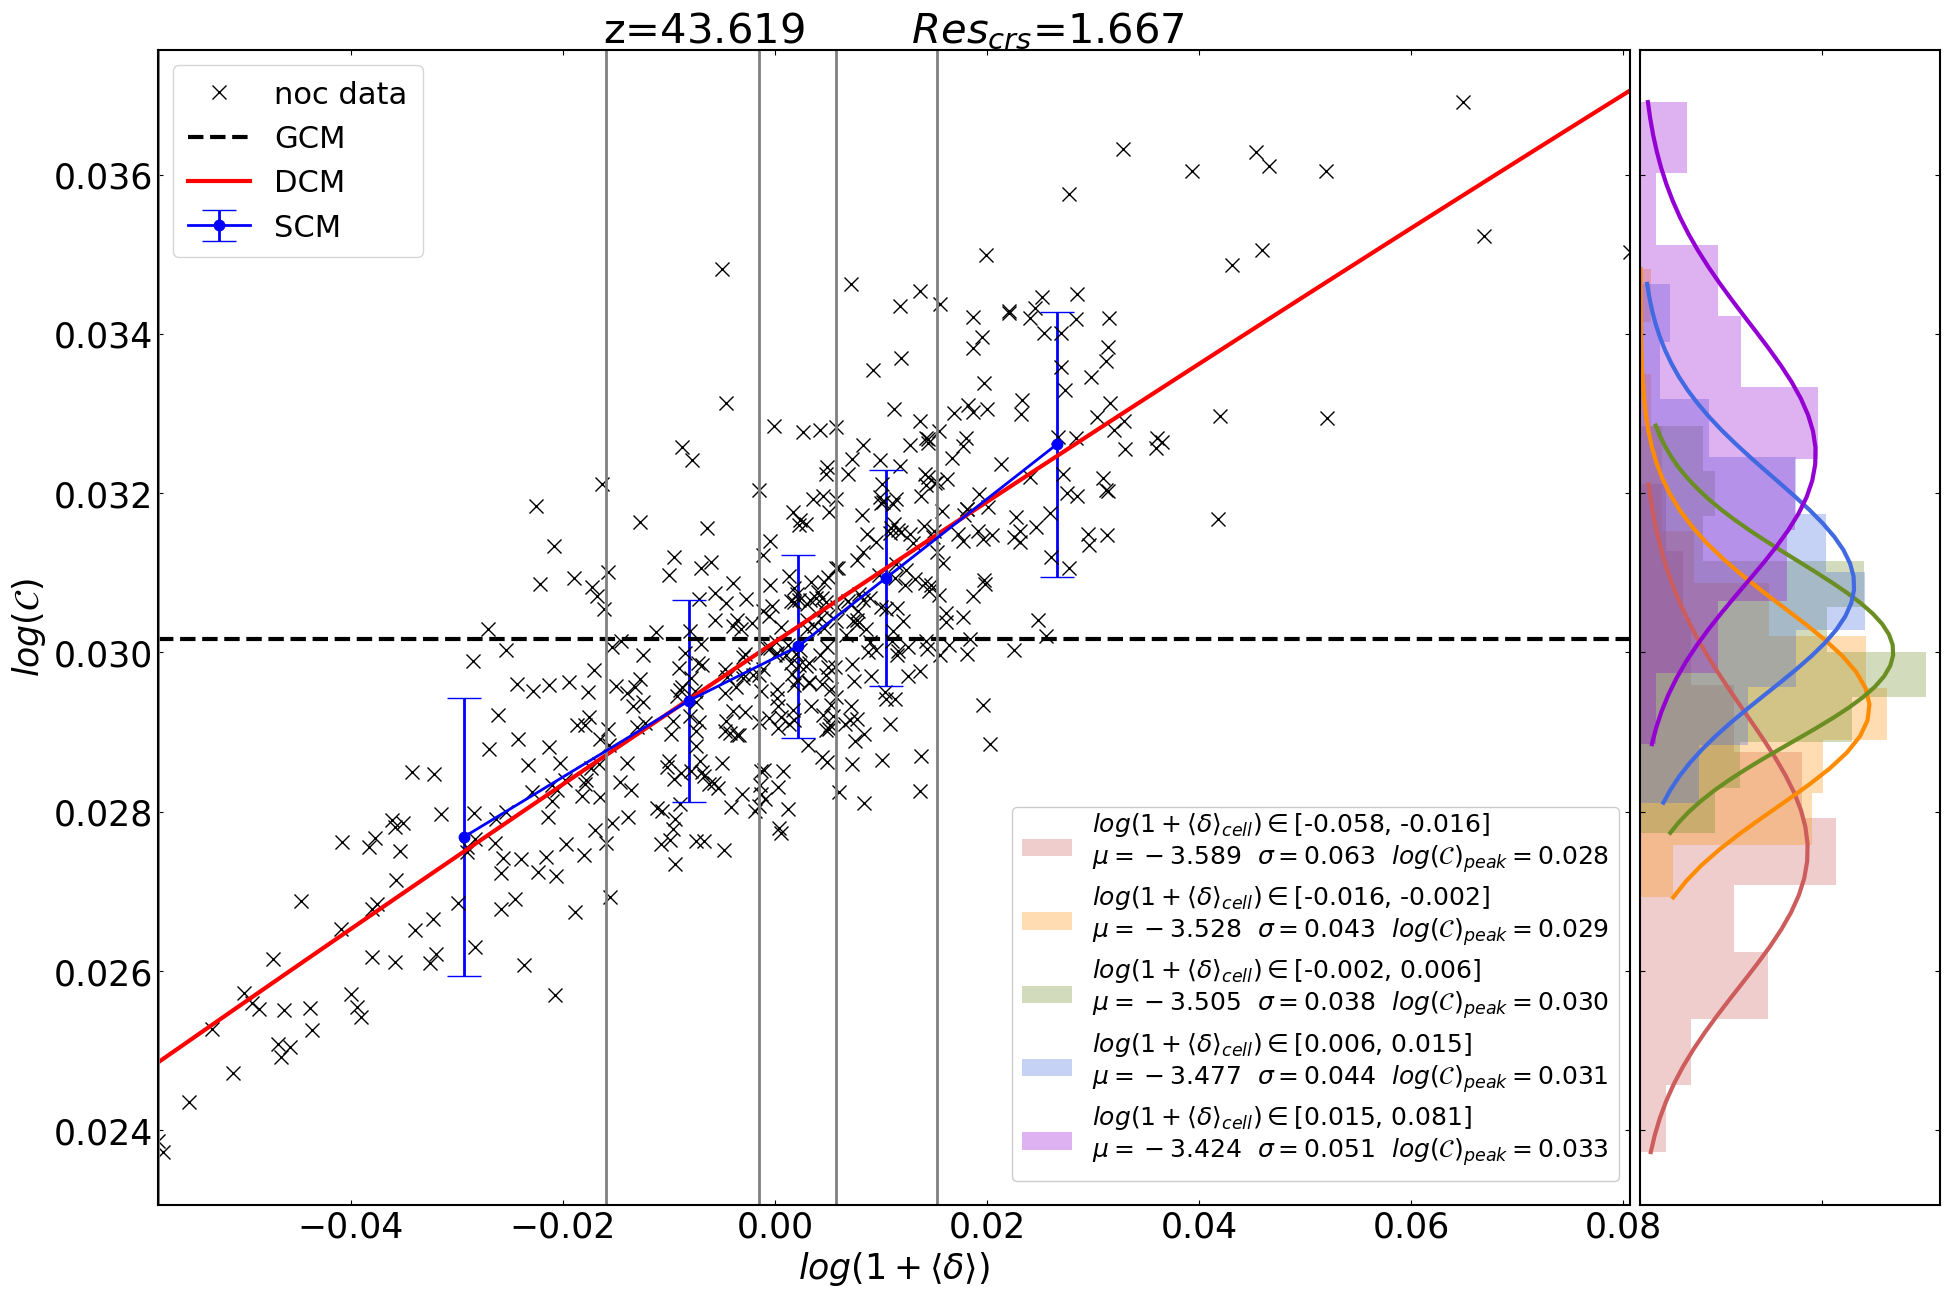 z=43.619 Res_crs=1.667
noc data
GCM
DCM
SCM
0.036
0.034
0.032
0.030
0.028
0.026
0.024
log(𝒞)
log(1 + ⟨δ⟩_cell) ∈ [-0.058, -0.016]
μ = −3.589 σ = 0.063 log(𝒞)_peak = 0.028
log(1 + ⟨δ⟩_cell) ∈ [-0.016, -0.002]
μ = −3.528 σ = 0.043 log(𝒞)_peak = 0.029
log(1 + ⟨δ⟩_cell) ∈ [-0.002, 0.006]
μ = −3.505 σ = 0.038 log(𝒞)_peak = 0.030
log(1 + ⟨δ⟩_cell) ∈ [0.006, 0.015]
μ = −3.477 σ = 0.044 log(𝒞)_peak = 0.031
log(1 + ⟨δ⟩_cell) ∈ [0.015, 0.081]
μ = −3.424 σ = 0.051 log(𝒞)_peak = 0.033
−0.04 −0.02 0.00 0.02 0.04 0.06 0.08
log(1 + ⟨δ⟩)